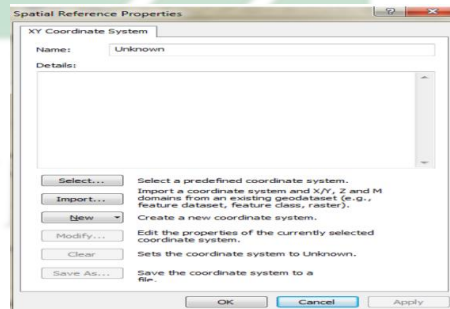 Spatial Reference Properties
XY Coordinate System
Name: Unknown
Details:
Select... Select a predefined coordinate system.
Import... Import a coordinate system and X/Y, Z and M
domains from an existing geodataset (e.g.,
feature dataset, feature class, raster).
New Create a new coordinate system.
Modify... Edit the properties of the currently selected
coordinate system.
Clear Sets the coordinate system to Unknown.
Save As... Save the coordinate system to a
file.
OK Cancel Apply